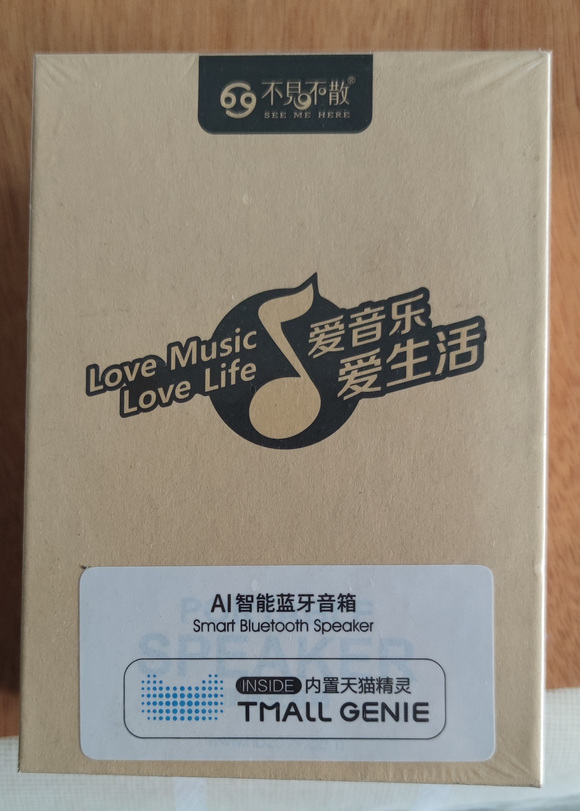 不見不散®
SEE ME HERE
Love Music
Love Life
爱音乐
爱生活
AI智能蓝牙音箱
Smart Bluetooth Speaker
INSIDE 内置天猫精灵
TMALL GENIE
SPEAKER